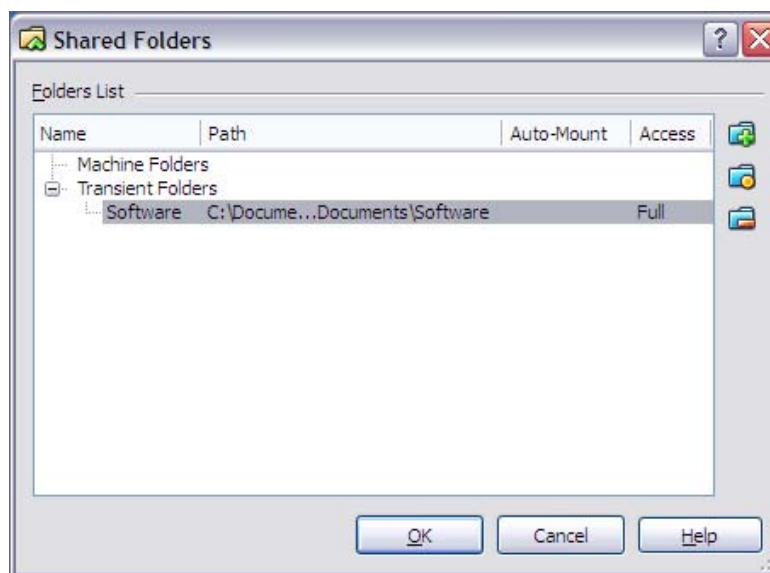 Shared Folders
Folders List
Name Path Auto-Mount Access
Machine Folders
Transient Folders
Software C:\Docume...Documents\Software Full
OK Cancel Help